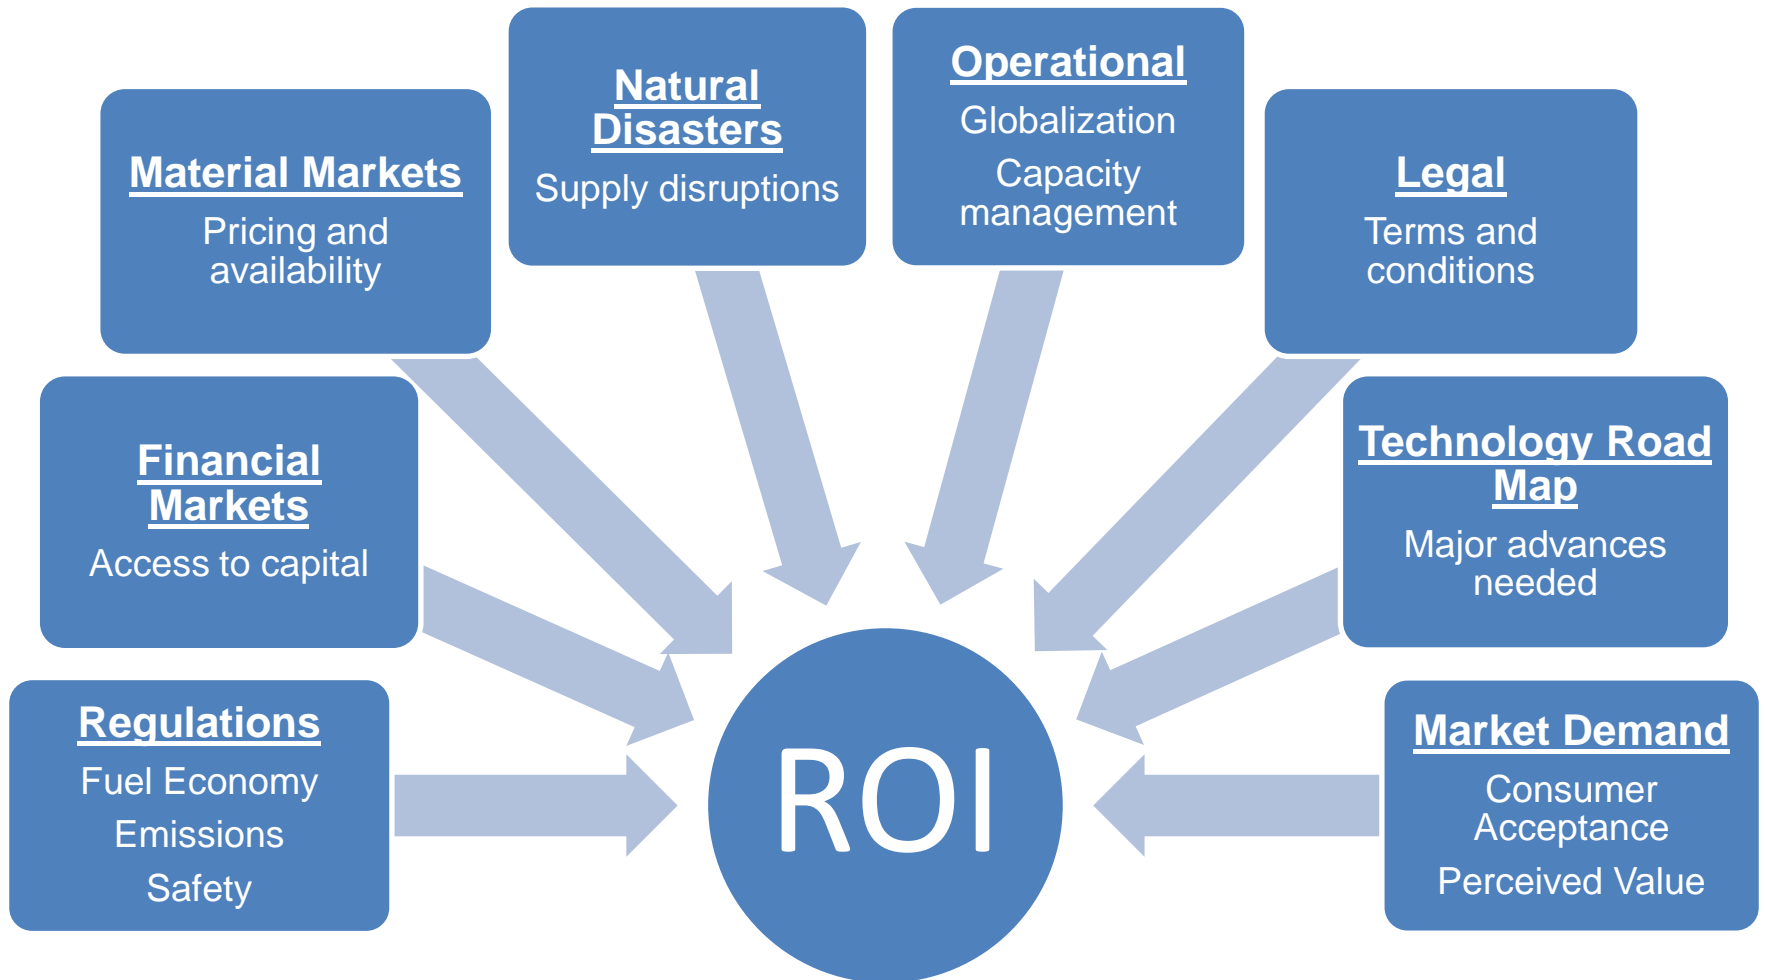 Natural
Disasters
Supply disruptions
Operational
Globalization
Capacity
management
Material Markets
Pricing and
availability
Legal
Terms and
conditions
Financial
Markets
Access to capital
Technology Road
Map
Major advances
needed
Regulations
Fuel Economy
Emissions
Safety
ROI
Market Demand
Consumer
Acceptance
Perceived Value